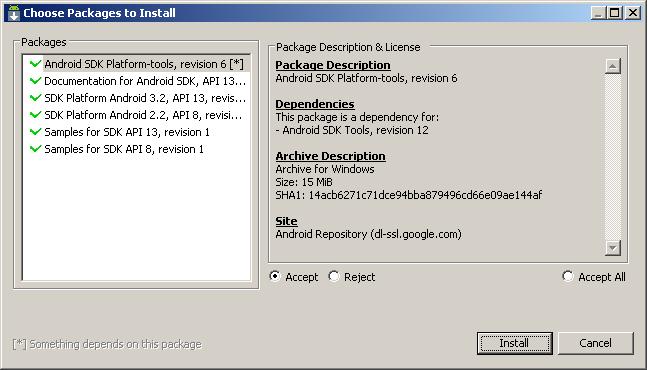 Choose Packages to Install
Packages
Android SDK Platform-tools, revision 6 [*]
Documentation for Android SDK, API 13...
SDK Platform Android 3.2, API 13, revis...
SDK Platform Android 2.2, API 8, revisi...
Samples for SDK API 13, revision 1
Samples for SDK API 8, revision 1
Package Description & License
Package Description
Android SDK Platform-tools, revision 6
Dependencies
This package is a dependency for:
- Android SDK Tools, revision 12
Archive Description
Archive for Windows
Size: 15 MiB
SHA1: 14acb6271c71dce94bba879496cd66e09ae144af
Site
Android Repository (dl-ssl.google.com)
Accept
Reject
Accept All
[*] Something depends on this package
Install
Cancel